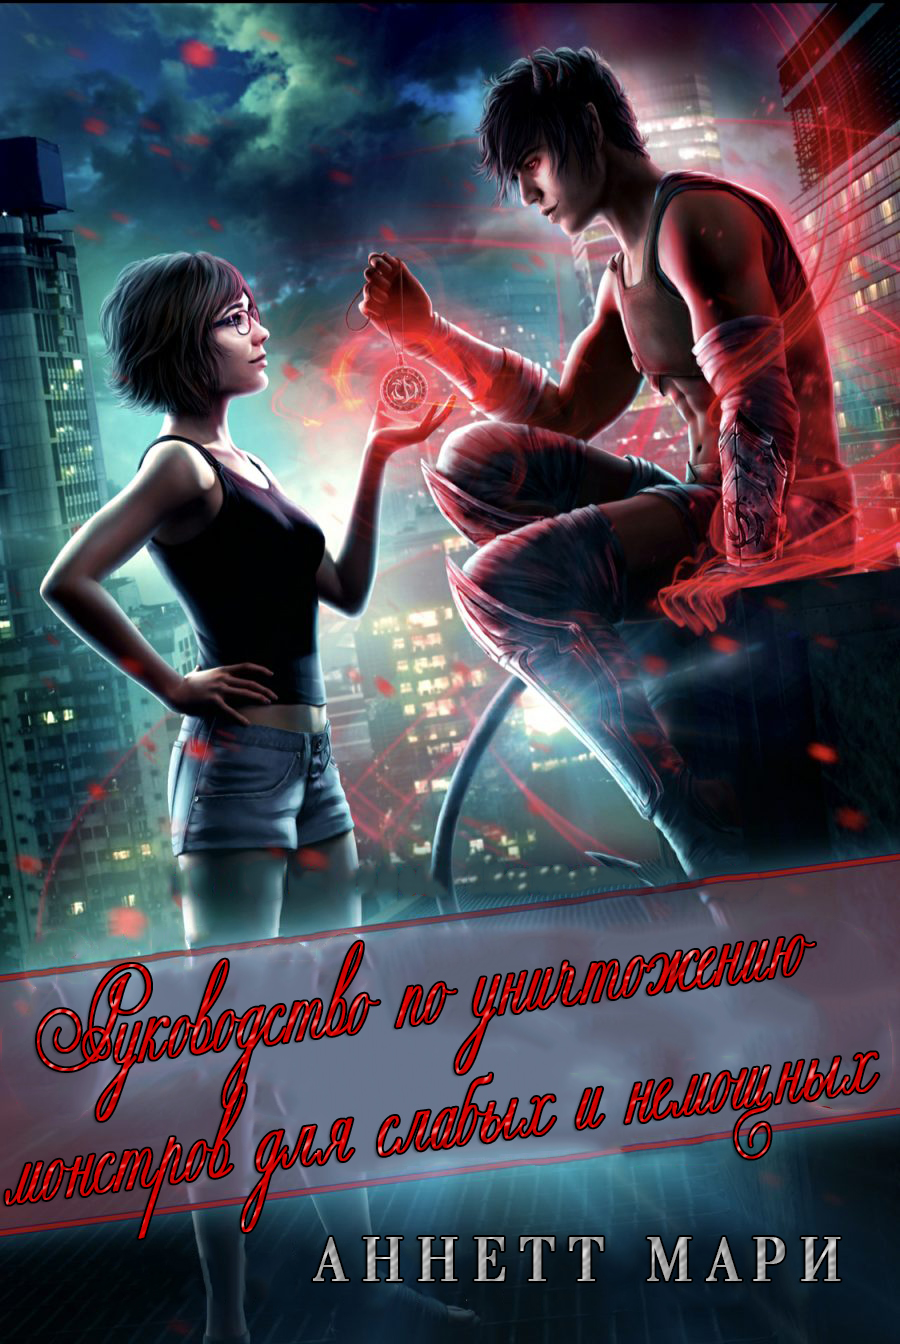 Руководство по уничтожению
монстров для слабых и немощных
АННЕТТ МАРИ